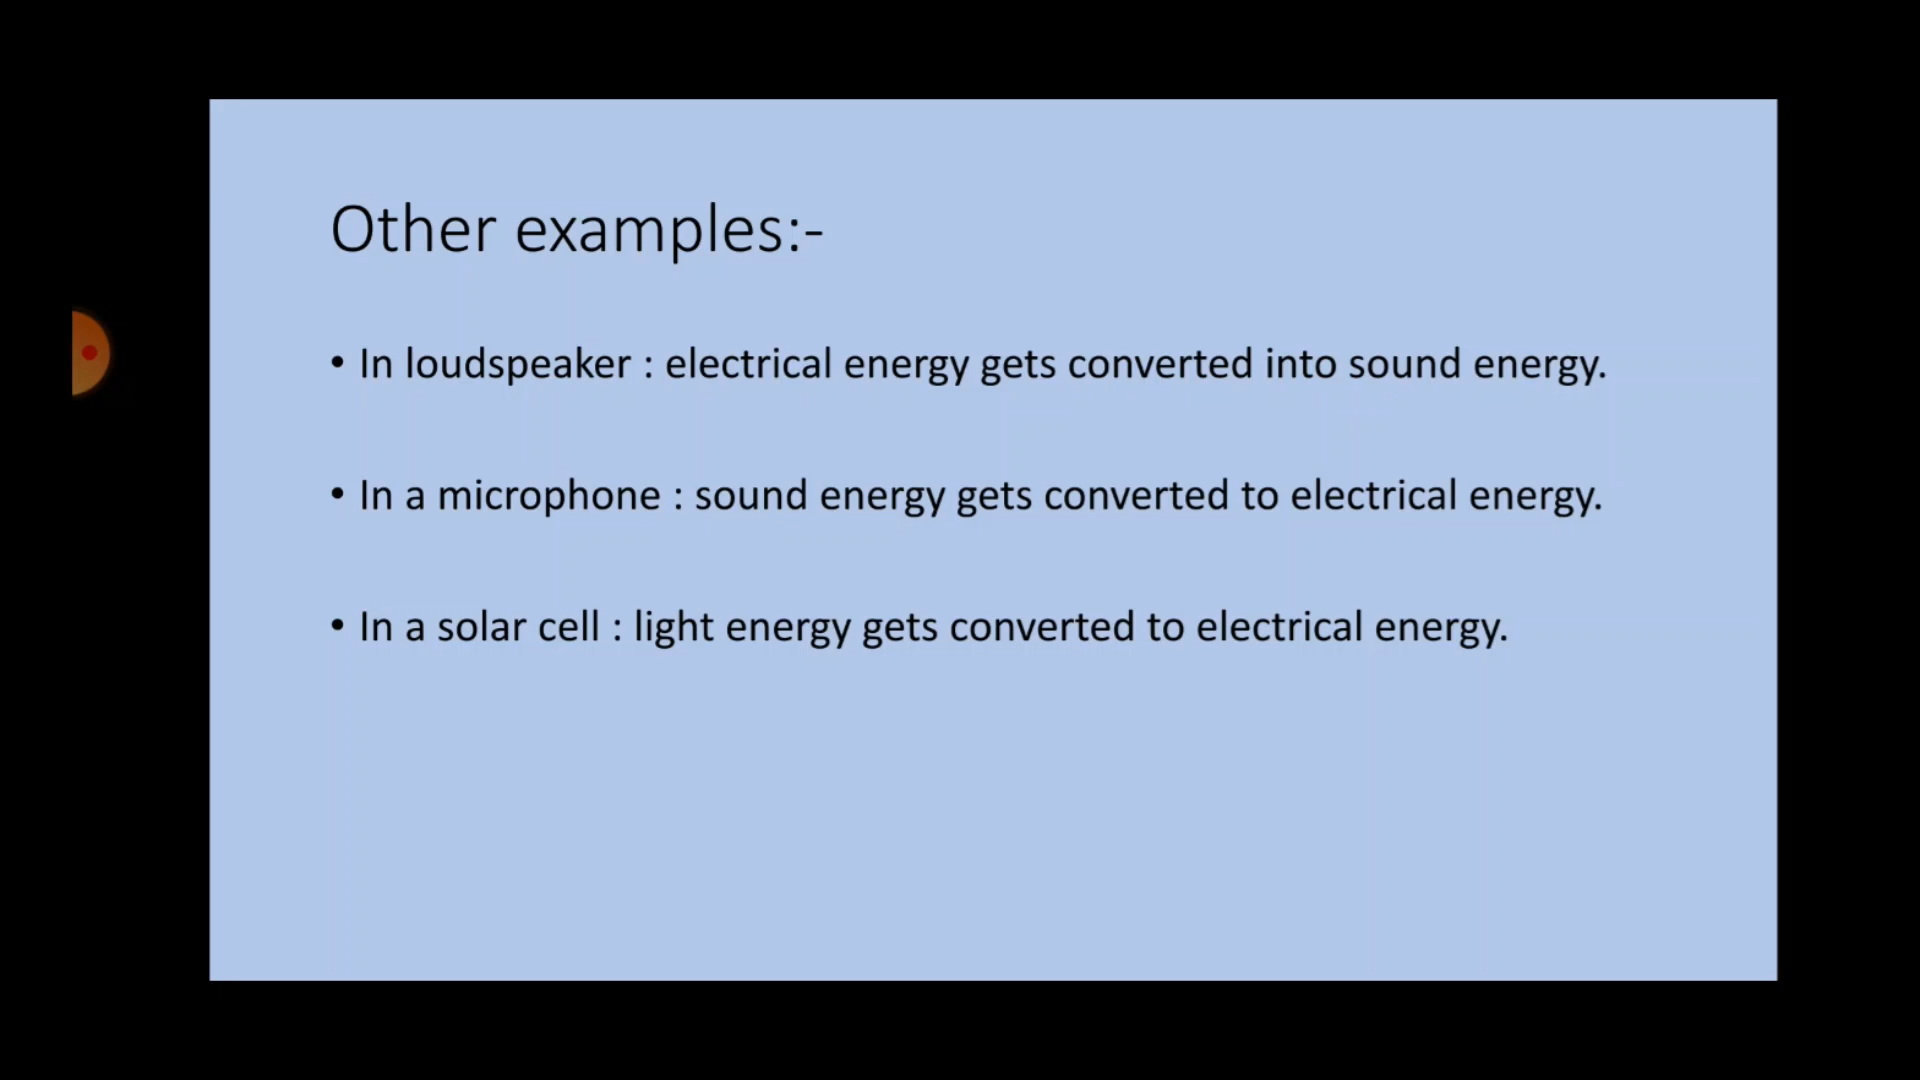 Other examples:-
• In loudspeaker : electrical energy gets converted into sound energy.
• In a microphone : sound energy gets converted to electrical energy.
• In a solar cell : light energy gets converted to electrical energy.